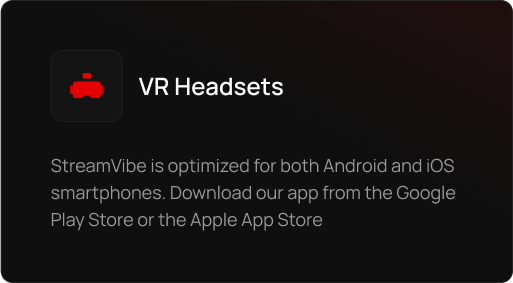 VR Headsets
StreamVibe is optimized for both Android and iOS
smartphones. Download our app from the Google
Play Store or the Apple App Store